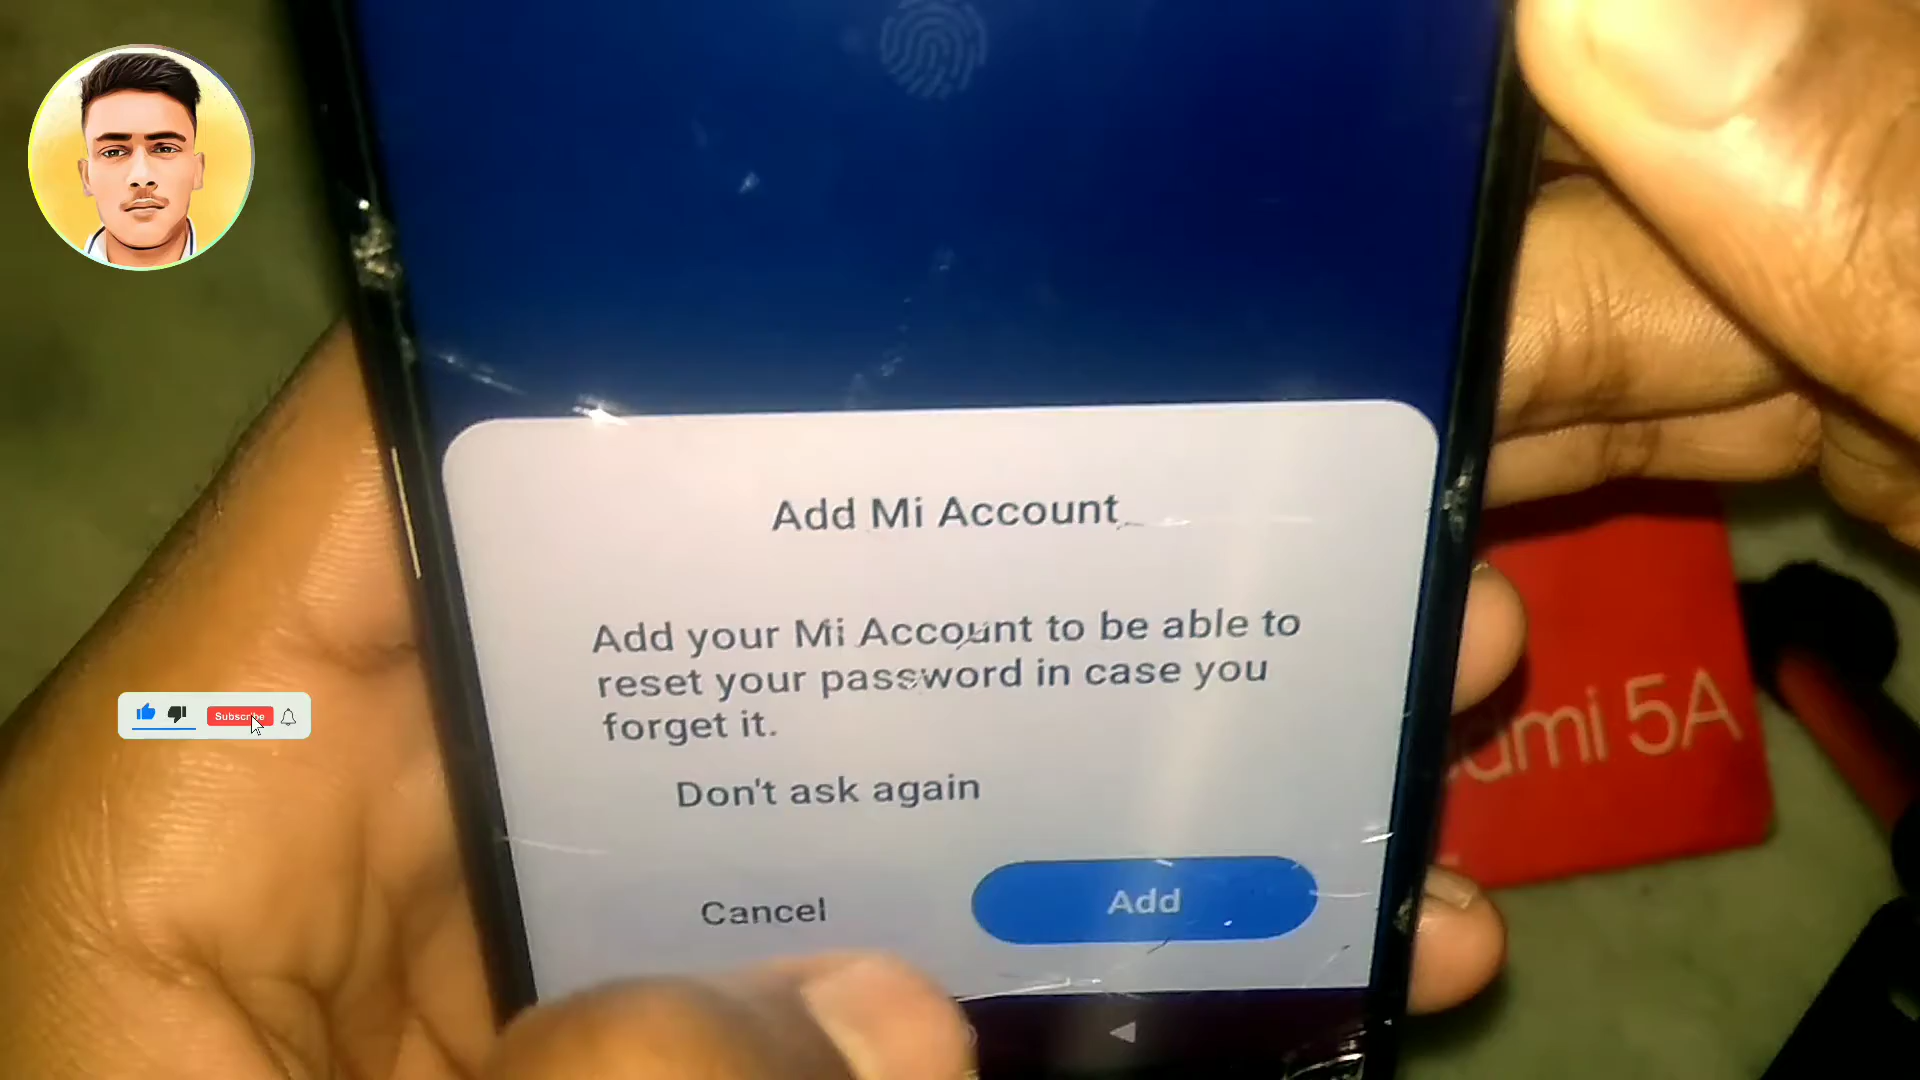 Add Mi Account
Add your Mi Account to be able to
reset your password in case you
forget it.
Don't ask again
Cancel
Add
Subscribe
5A